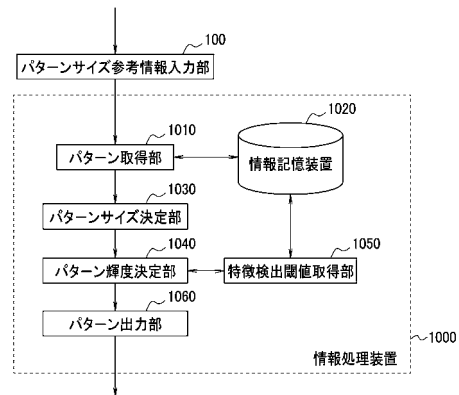 100
パターンサイズ参考情報入力部
1010
パターン取得部
1020
情報記憶装置
1030
パターンサイズ決定部
1040
パターン輝度決定部
1050
特徴検出閾値取得部
1060
パターン出力部
1000
情報処理装置